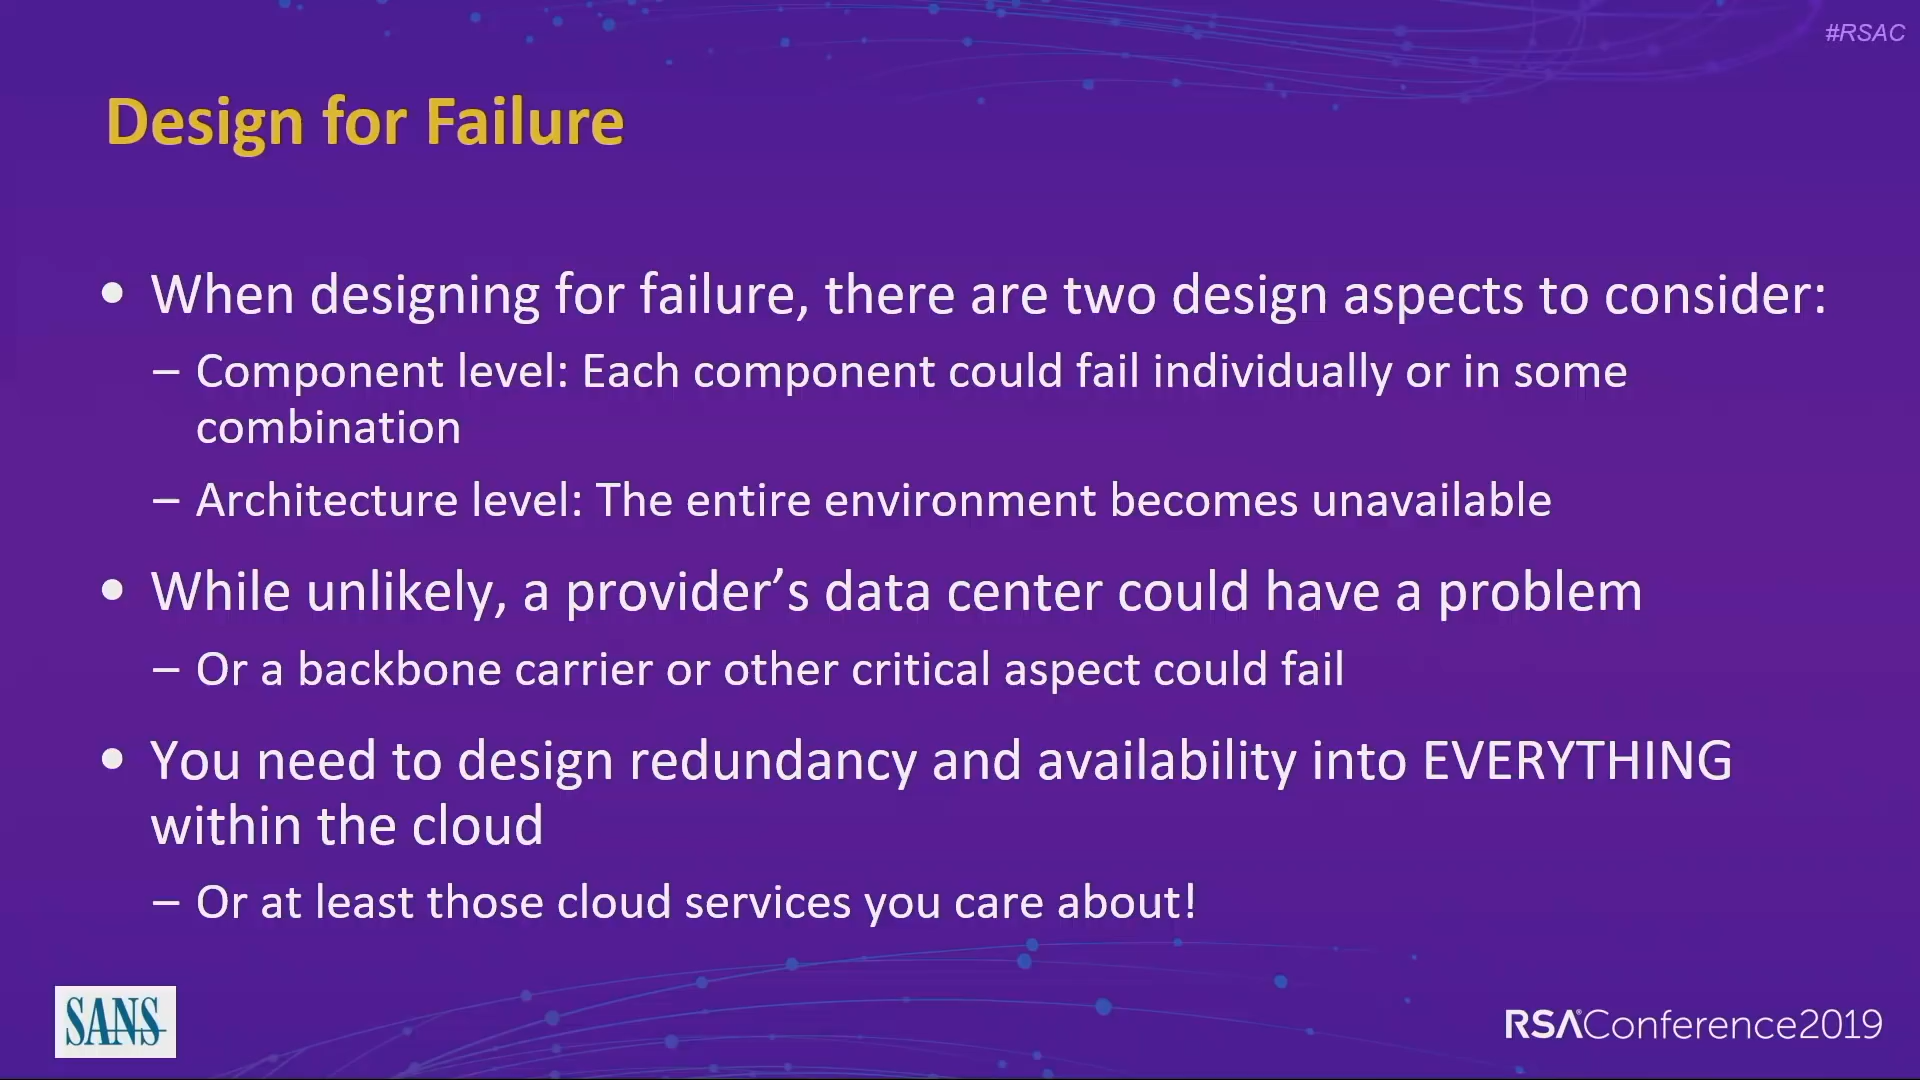 #RSAC
Design for Failure
• When designing for failure, there are two design aspects to consider:
– Component level: Each component could fail individually or in some
combination
– Architecture level: The entire environment becomes unavailable
• While unlikely, a provider’s data center could have a problem
– Or a backbone carrier or other critical aspect could fail
• You need to design redundancy and availability into EVERYTHING
within the cloud
– Or at least those cloud services you care about!
SANS
RSAConference2019